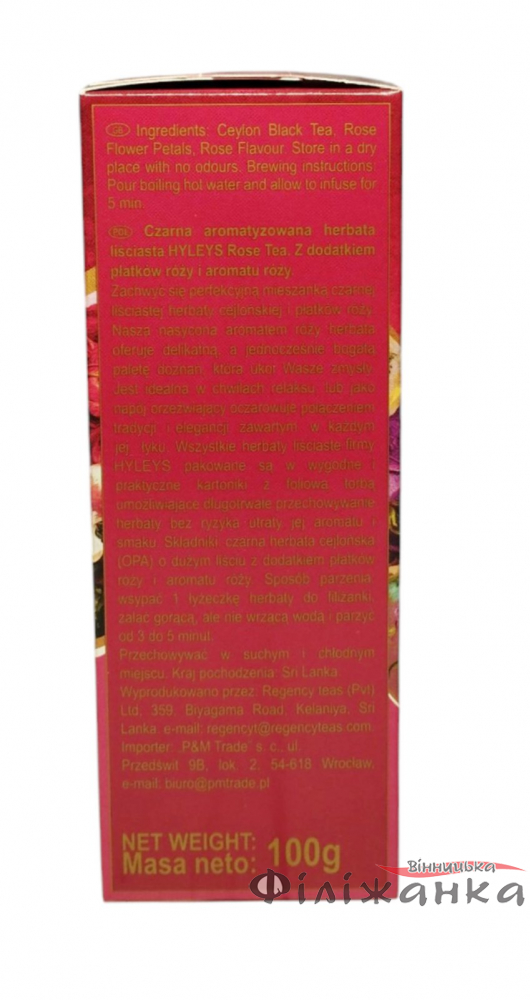 GB Ingredients: Ceylon Black Tea, Rose
Flower Petals, Rose Flavour. Store in a dry
place with no odours. Brewing instructions:
Pour boiling hot water and allow to infuse for
5 min.
Czarna aromatyzowana herbata
liściasta HYLEYS Rose Tea. Z dodatkiem
płatków róży i aromatu róży.
Zachwyć się perfekcyjną mieszanką czarnej
liściastej herbaty cejlońskiej i płatków róży.
Nasza nasycona aromatem róży herbata
oferuje delikatną, a jednocześnie bogatą
paletę doznań, która ukoi Wasze zmysły.
Jest idealna w chwilach relaksu, lub jako
napój orzeźwiający oczarowuje połączeniem
tradycji i elegancji, zawartym w każdym
jej łyku. Wszystkie herbaty liściaste firmy
HYLEYS pakowane są w wygodne i
praktyczne kartoniki z foliową torbą
umożliwiające długotrwałe przechowywanie
herbaty bez ryzyka utraty jej aromatu i
smaku. Składniki: czarna herbata cejlońska
(OPA) o dużym liściu z dodatkiem płatków
róży i aromatu róży. Sposób parzenia:
wsypać 1 łyżeczkę herbaty do filiżanki,
zalać gorącą, ale nie wrzącą wodą i parzyć
od 3 do 5 minut.
Przechowywać w suchym i chłodnym
miejscu. Kraj pochodzenia: Sri Lanka
Wyprodukowano przez: Regency teas (Pvt)
Ltd, 359, Biyagama Road, Kelaniya, Sri
Lanka. e-mail: regencyt@regencyteas.com
Importer: „P&M Trade" s. c., ul.
Przedświt 9B, lok. 2, 54-618 Wrocław,
e-mail: biuro@pmtrade.pl
NET WEIGHT:
Masa neto: 100g
Вінницька
Філіжанка